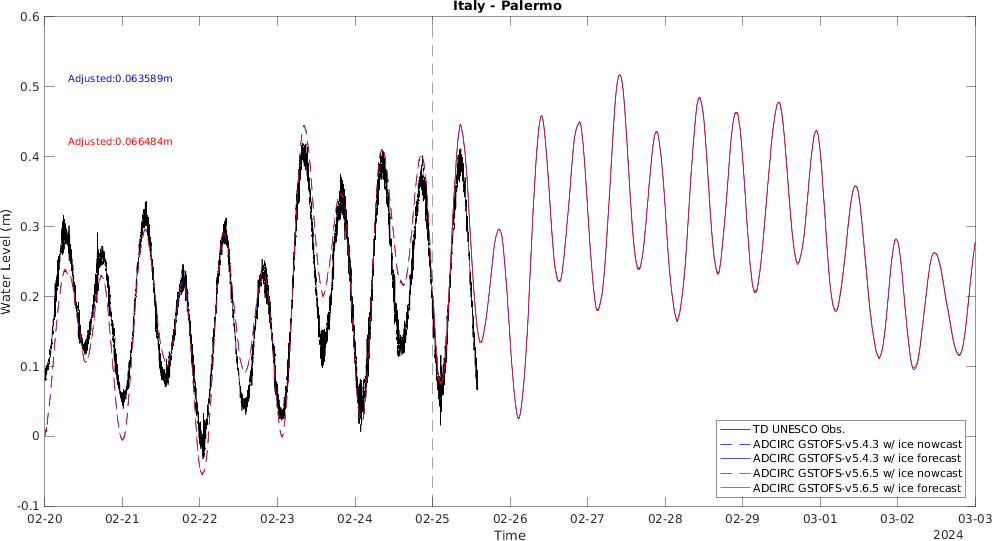 Italy - Palermo
0.6
0.5
0.4
0.3
0.2
0.1
0
-0.1
Water Level (m)
Adjusted:0.063589m
Adjusted:0.066484m
TD UNESCO Obs.
ADCIRC GSTOFS-v5.4.3 w/ ice nowcast
ADCIRC GSTOFS-v5.4.3 w/ ice forecast
ADCIRC GSTOFS-v5.6.5 w/ ice nowcast
ADCIRC GSTOFS-v5.6.5 w/ ice forecast
02-20 02-21 02-22 02-23 02-24 02-25 02-26 02-27 02-28 02-29 03-01 03-02 03-03
Time
2024